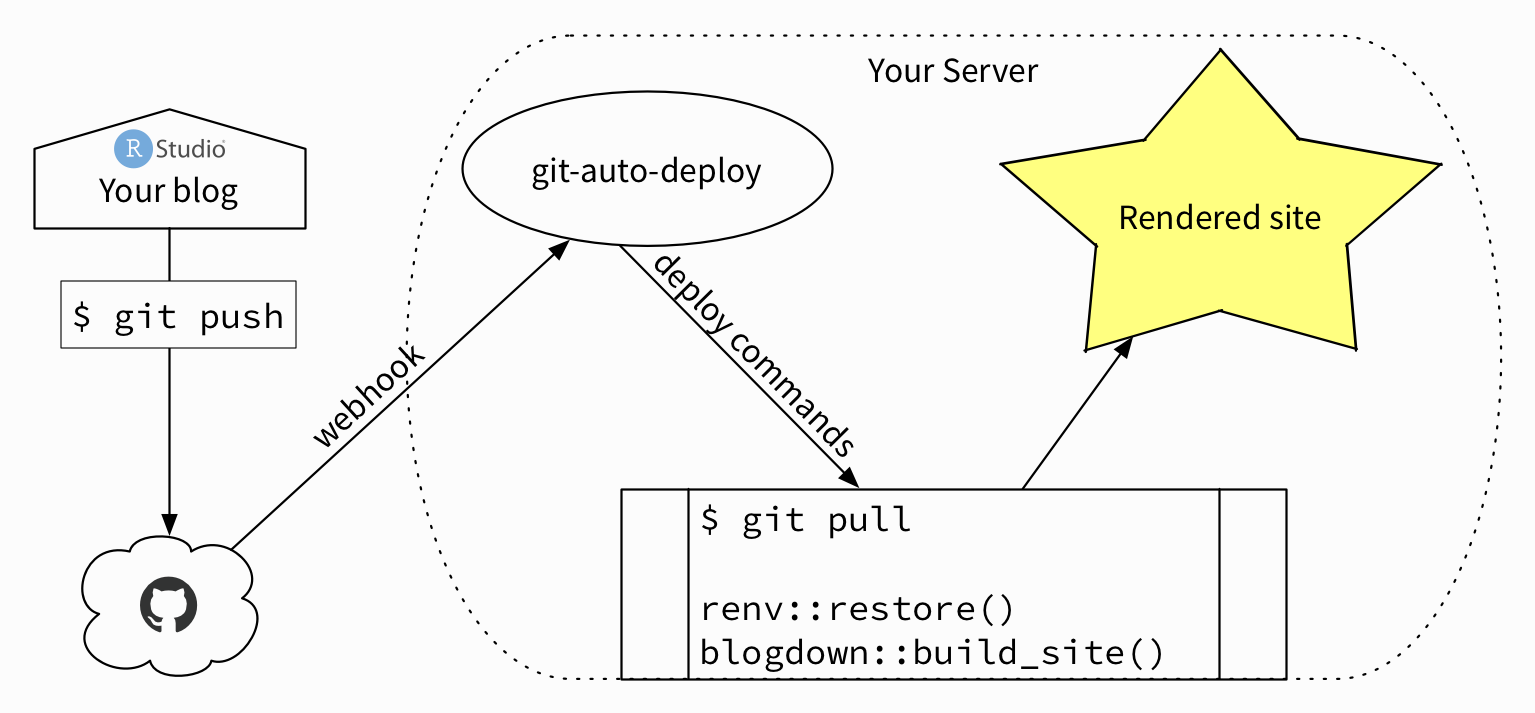 Your Server
R Studio
Your blog
git-auto-deploy
Rendered site
$ git push
deploy commands
webhook
$ git pull
renv::restore()
blogdown::build_site()